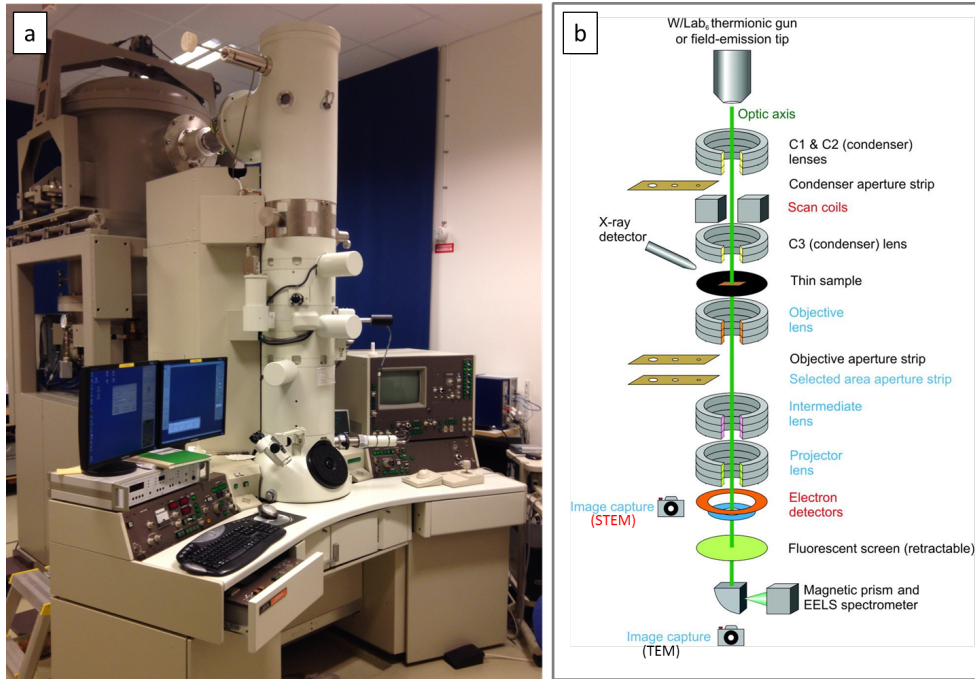 a
b
W/Lab₆ thermionic gun
or field-emission tip
Optic axis
C1 & C2 (condenser)
lenses
Condenser aperture strip
Scan coils
X-ray
detector
C3 (condenser) lens
Thin sample
Objective
lens
Objective aperture strip
Selected area aperture strip
Intermediate
lens
Projector
lens
Electron
detectors
Image capture
(STEM)
Fluorescent screen (retractable)
Magnetic prism and
EELS spectrometer
Image capture
(TEM)